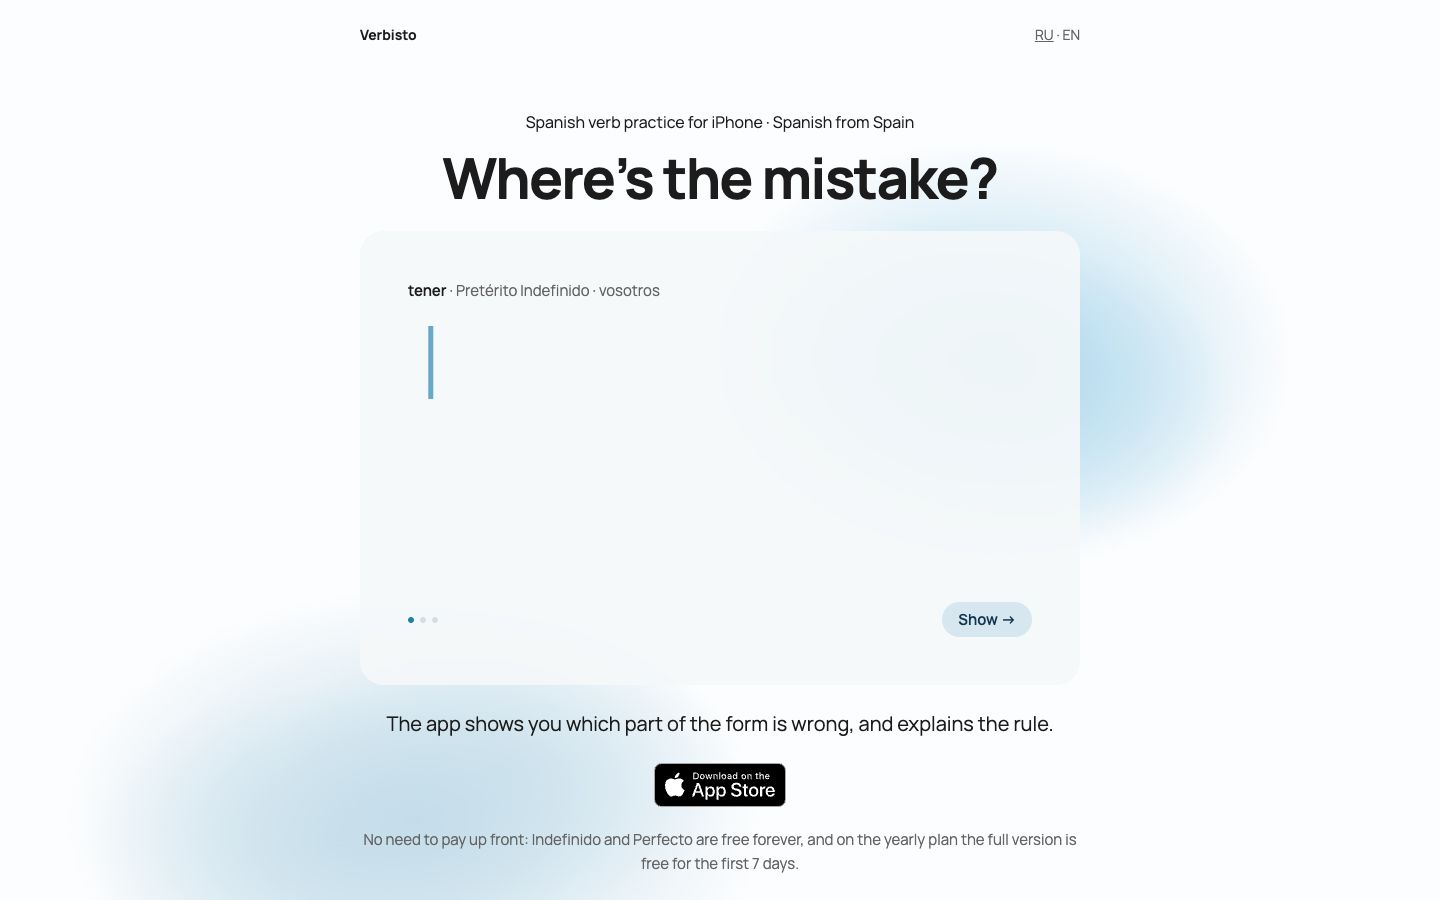 Verbisto
RU · EN
Spanish verb practice for iPhone · Spanish from Spain
Where’s the mistake?
tener · Pretérito Indefinido · vosotros
Show →
The app shows you which part of the form is wrong, and explains the rule.
Download on the
App Store
No need to pay up front: Indefinido and Perfecto are free forever, and on the yearly plan the full version is
free for the first 7 days.